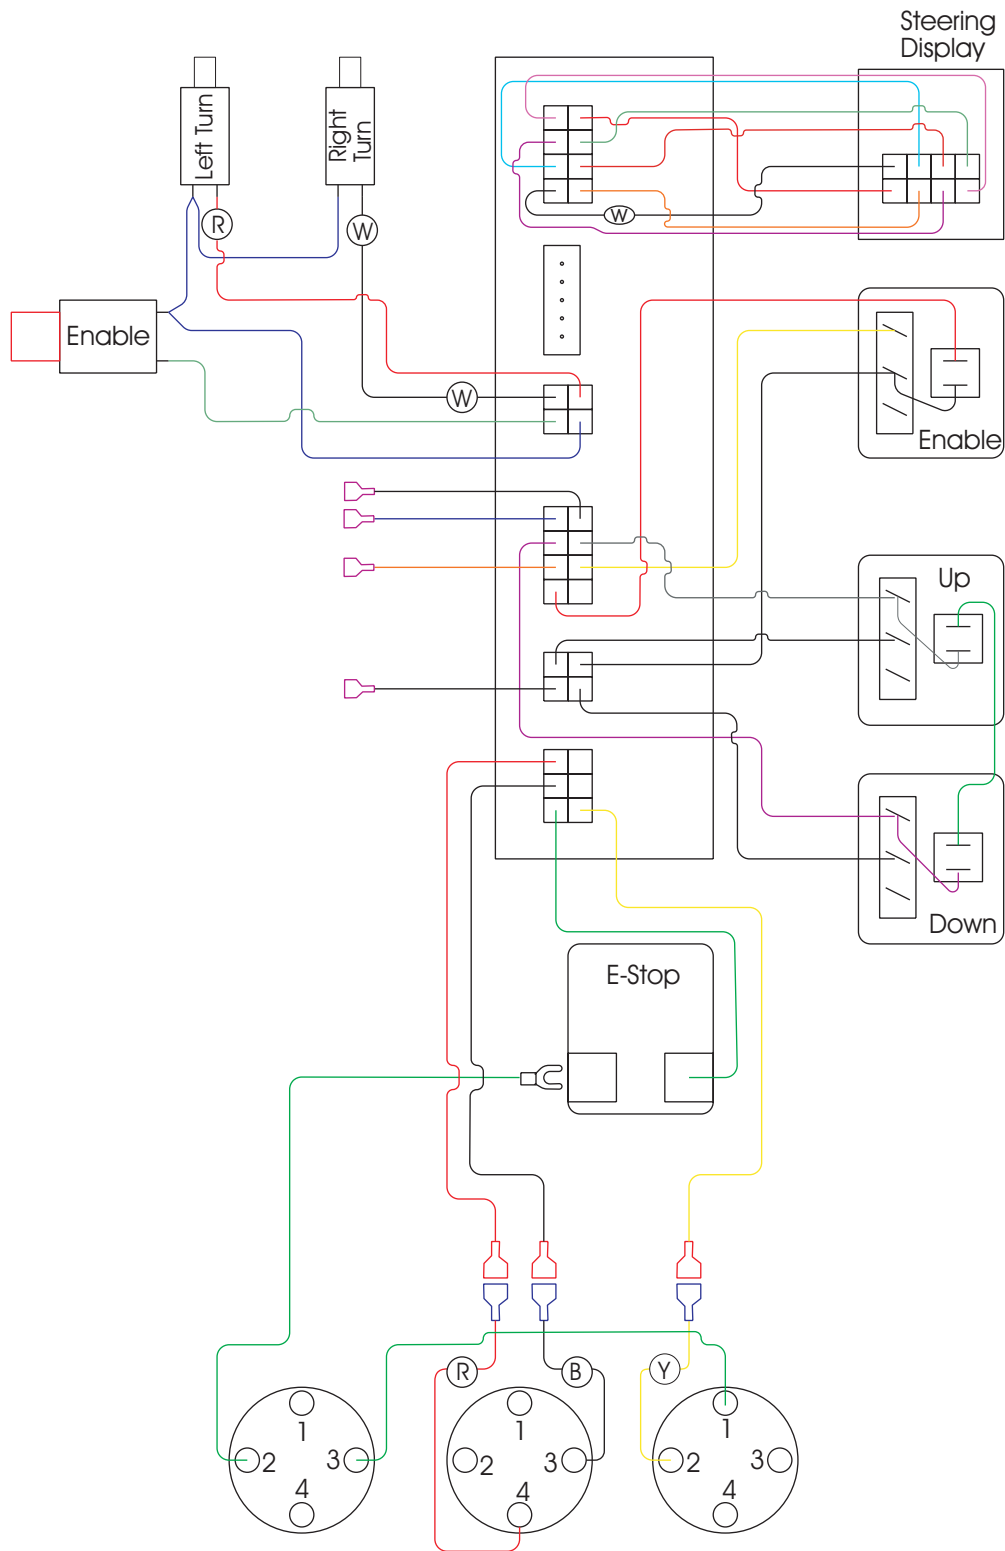 Steering
Display
Left Turn
Right
Turn
R
W
W
Enable
W
Enable
Up
Down
E-Stop
R
B
Y
1
2
3
4
1
2
3
4
1
2
3
4